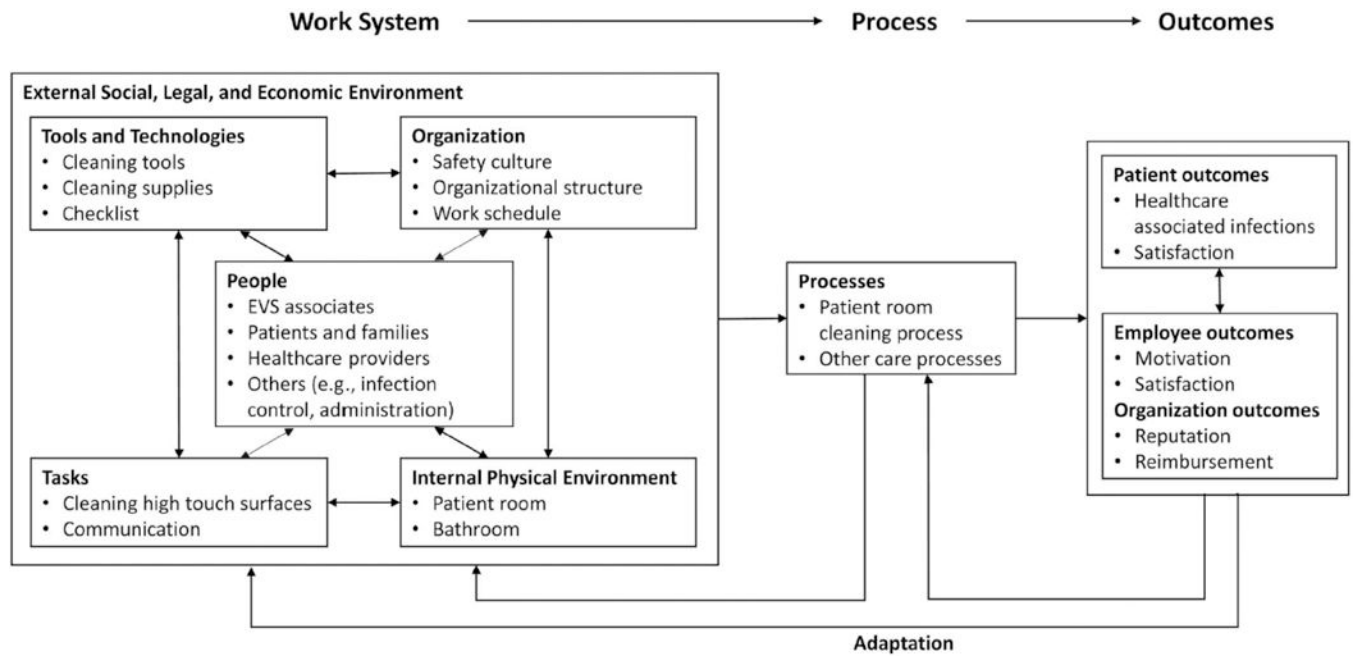 Work System
Process
Outcomes
External Social, Legal, and Economic Environment
Tools and Technologies
• Cleaning tools
• Cleaning supplies
• Checklist
Organization
• Safety culture
• Organizational structure
• Work schedule
People
• EVS associates
• Patients and families
• Healthcare providers
• Others (e.g., infection
control, administration)
Tasks
• Cleaning high touch surfaces
• Communication
Internal Physical Environment
• Patient room
• Bathroom
Processes
• Patient room
cleaning process
• Other care processes
Patient outcomes
• Healthcare
associated infections
• Satisfaction
Employee outcomes
• Motivation
• Satisfaction
Organization outcomes
• Reputation
• Reimbursement
Adaptation